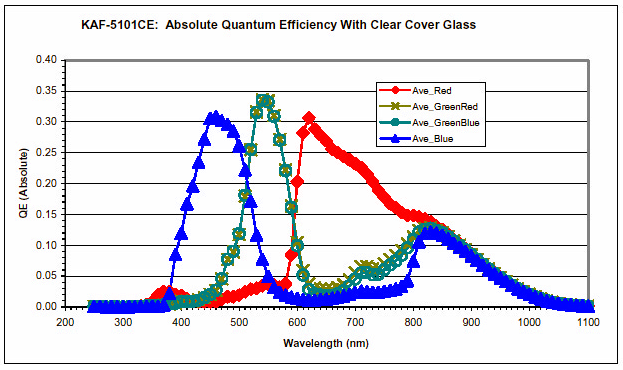 KAF-5101CE: Absolute Quantum Efficiency With Clear Cover Glass
0.40
0.35
0.30
0.25
0.20
0.15
0.10
0.05
0.00
QE (Absolute)
Ave_Red
Ave_GreenRed
Ave_GreenBlue
Ave_Blue
200 300 400 500 600 700 800 900 1000 1100
Wavelength (nm)